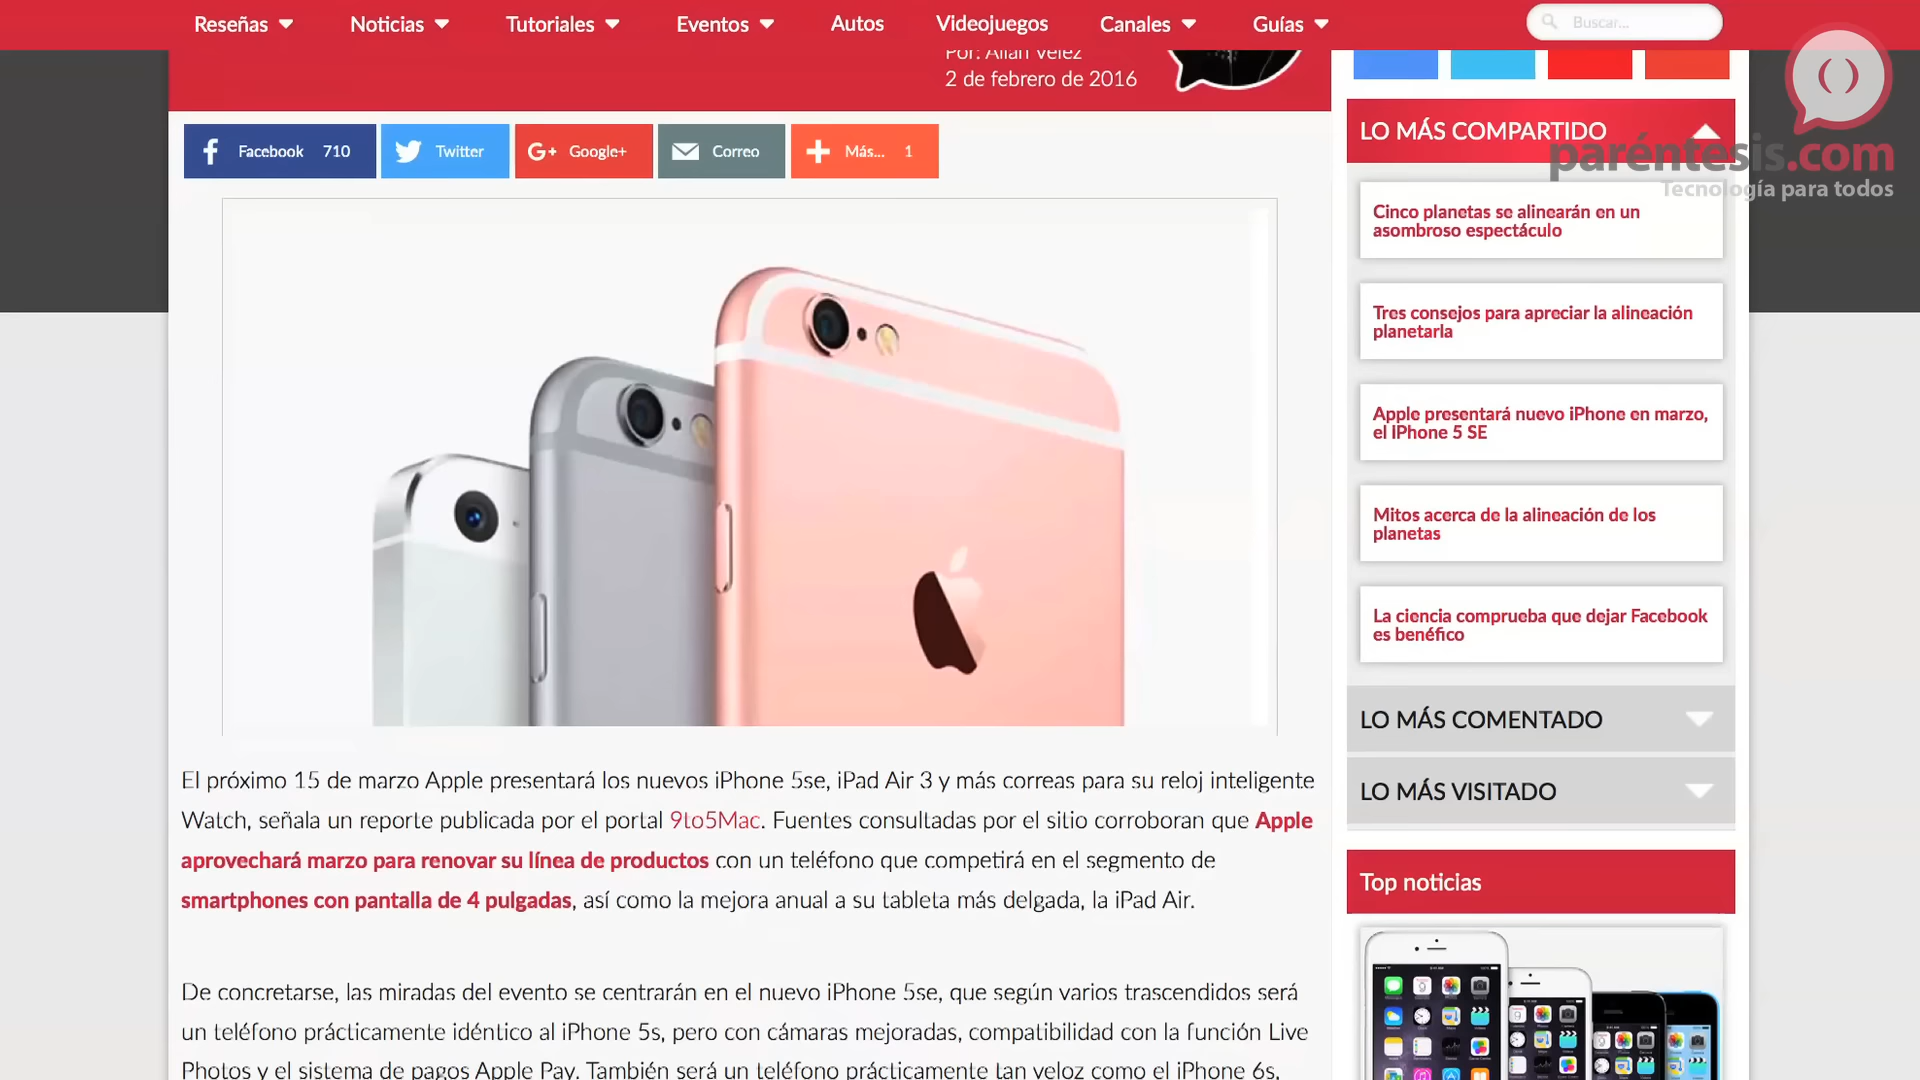 Reseñas
Noticias
Tutoriales
Eventos
Autos
Videojuegos
Canales
Guías
Buscar...
Por: Allan Vélez
2 de febrero de 2016
Facebook 710
Twitter
G+ Google+
Correo
Más... 1
El próximo 15 de marzo Apple presentará los nuevos iPhone 5se, iPad Air 3 y más correas para su reloj inteligente
Watch, señala un reporte publicada por el portal 9to5Mac. Fuentes consultadas por el sitio corroboran que Apple
aprovechará marzo para renovar su línea de productos con un teléfono que competirá en el segmento de
smartphones con pantalla de 4 pulgadas, así como la mejora anual a su tableta más delgada, la iPad Air.
De concretarse, las miradas del evento se centrarán en el nuevo iPhone 5se, que según varios trascendidos será
un teléfono prácticamente idéntico al iPhone 5s, pero con cámaras mejoradas, compatibilidad con la función Live
Photos y el sistema de pagos Apple Pay. También será un teléfono prácticamente tan veloz como el iPhone 6s,
LO MÁS COMPARTIDO
paréntesis.com
Tecnología para todos
Cinco planetas se alinearán en un
asombroso espectáculo
Tres consejos para apreciar la alineación
planetaria
Apple presentará nuevo iPhone en marzo,
el iPhone 5 SE
Mitos acerca de la alineación de los
planetas
La ciencia comprueba que dejar Facebook
es benéfico
LO MÁS COMENTADO
LO MÁS VISITADO
Top noticias